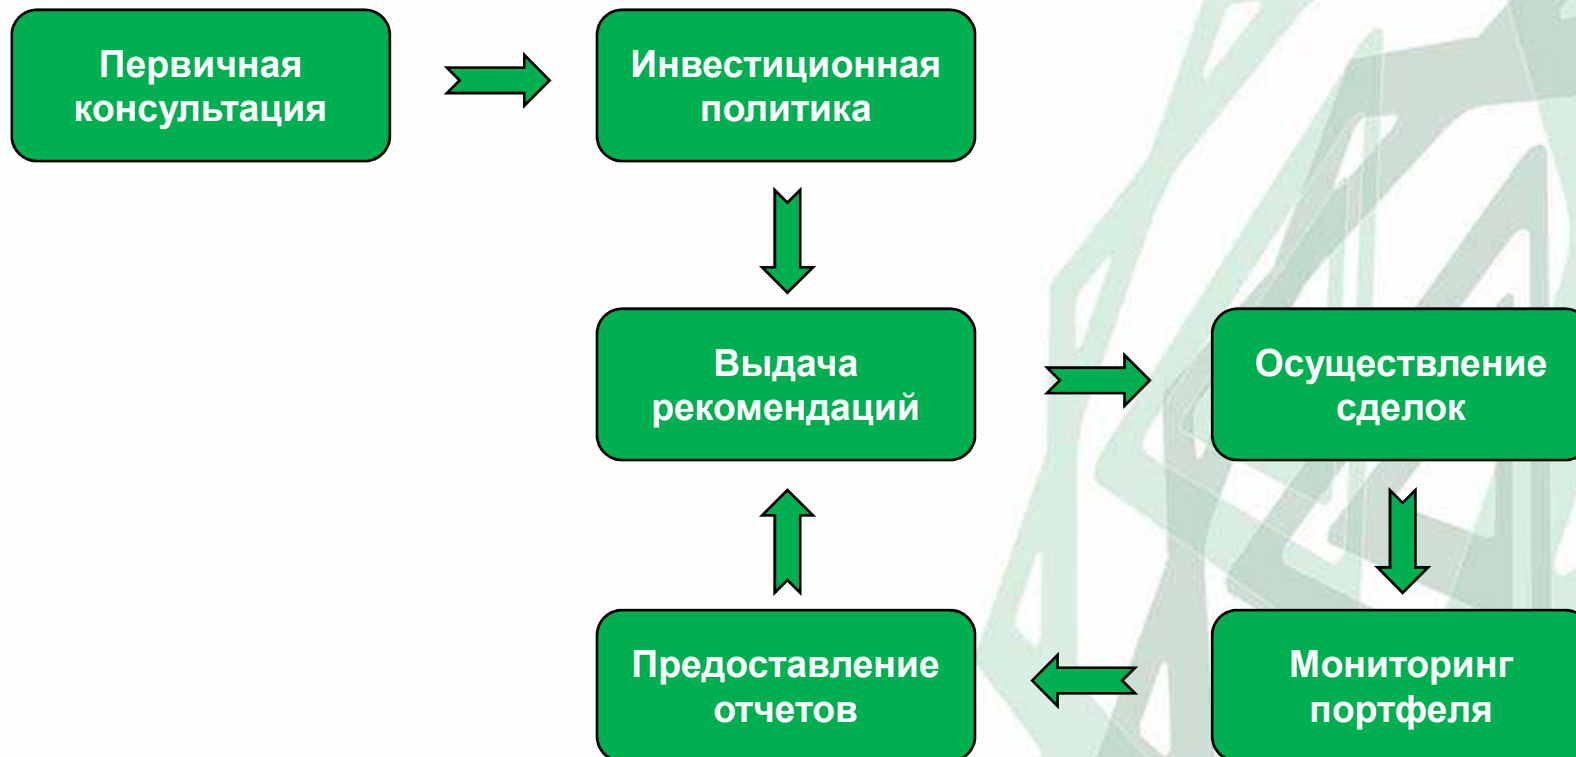 Первичная
консультация
Инвестиционная
политика
Выдача
рекомендаций
Осуществление
сделок
Предоставление
отчетов
Мониторинг
портфеля